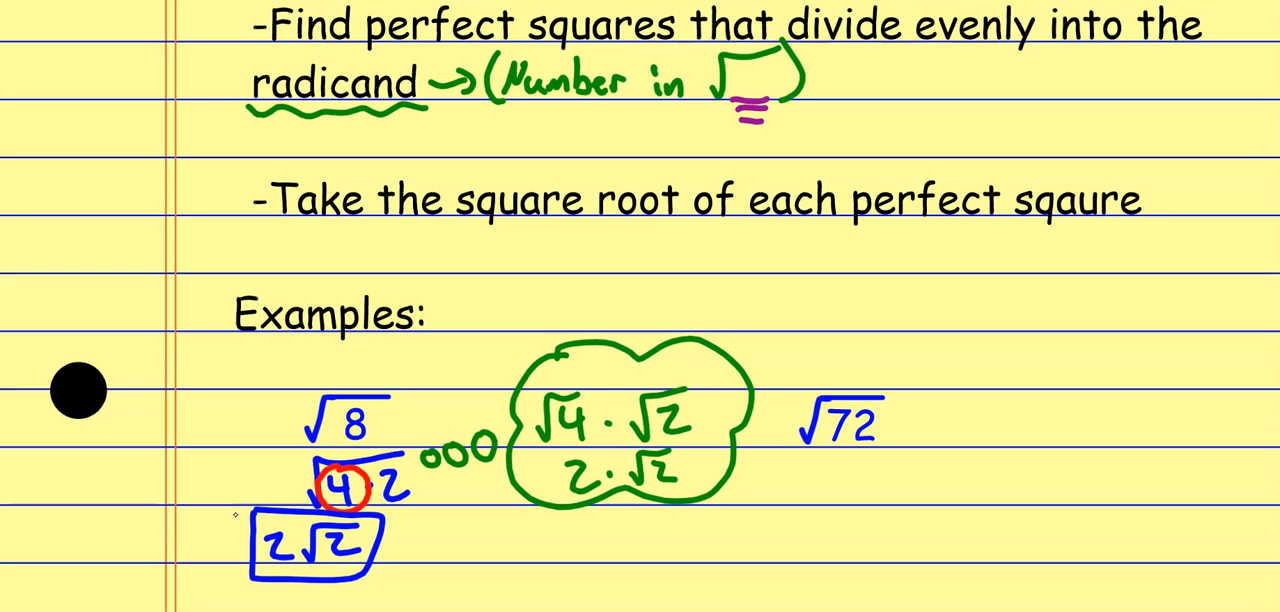 -Find perfect squares that divide evenly into the
radicand → (Number in √ )
-Take the square root of each perfect sqaure
Examples:
√8
√4·2
2√2
√4 · √2
2 · √2
√72